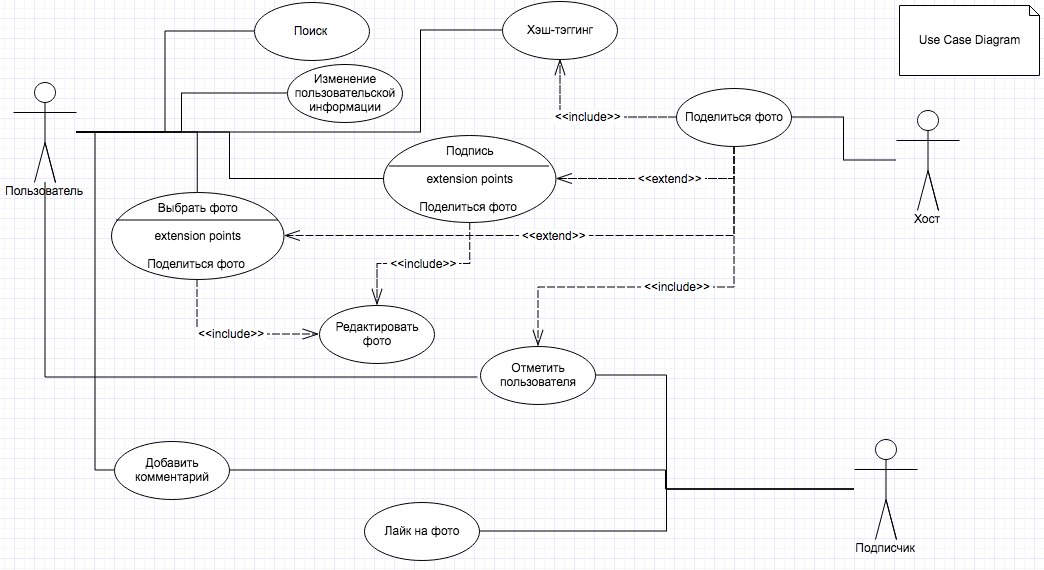 Поиск
Хэш-тэггинг
Use Case Diagram
Изменение
пользовательской
информации
<<include>>
Поделиться фото
Подпись
extension points
Поделиться фото
<<extend>>
Пользователь
Хост
Выбрать фото
extension points
Поделиться фото
<<extend>>
<<include>>
<<include>>
<<include>>
Редактировать
фото
Отметить
пользователя
Добавить
комментарий
Лайк на фото
Подписчик